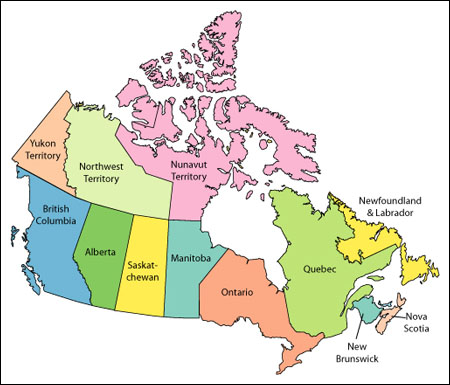 Yukon
Territory
Northwest
Territory
Nunavut
Territory
British
Columbia
Alberta
Saskat-
chewan
Manitoba
Ontario
Quebec
Newfoundland
& Labrador
New
Brunswick
Nova
Scotia